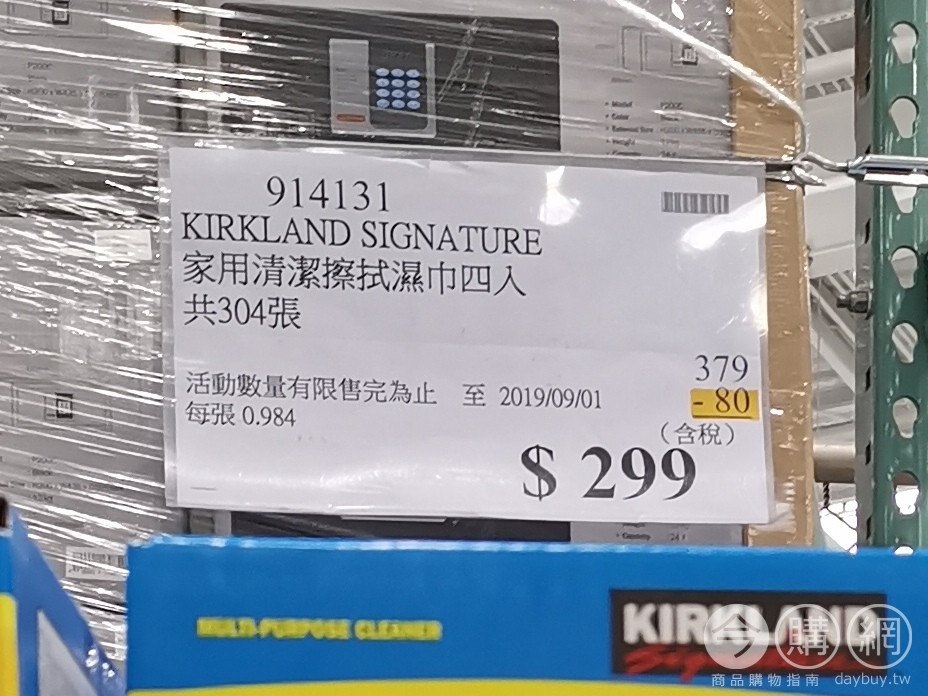 914131
KIRKLAND SIGNATURE
家用清潔擦拭濕巾四入
共304張
379
活動數量有限售完為止 至 2019/09/01
- 80
每張 0.984
(含稅)
$ 299
MULTI-PURPOSE CLEANER
KIRKLAND
Signature
今購網
商品購物指南 daybuy.tw